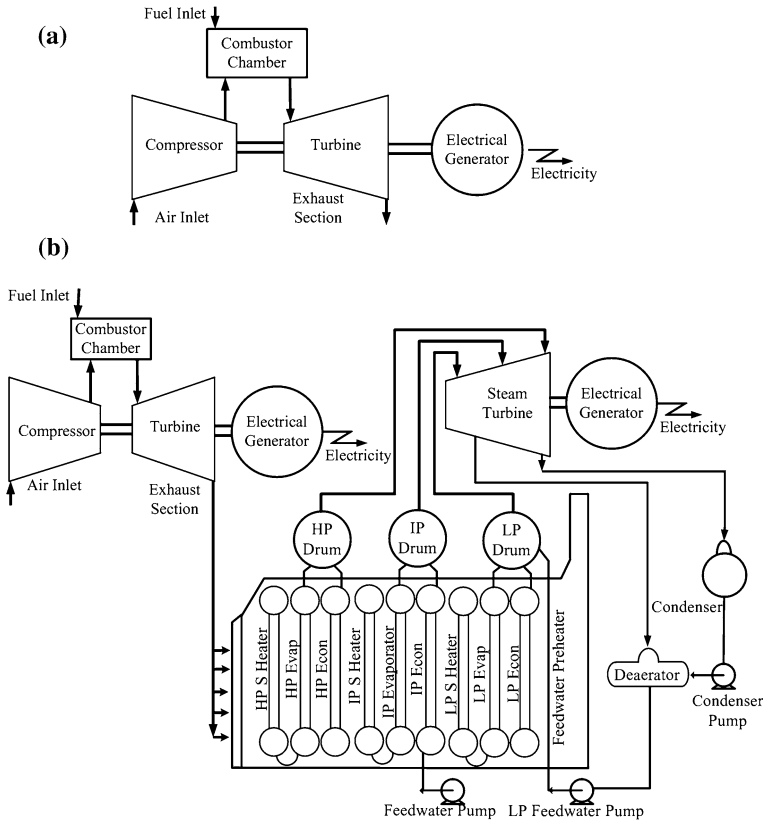 (a)
Fuel Inlet
Combustor
Chamber
Compressor
Turbine
Electrical
Generator
Electricity
Air Inlet
Exhaust
Section
(b)
Fuel Inlet
Combustor
Chamber
Compressor
Turbine
Electrical
Generator
Electricity
Air Inlet
Exhaust
Section
Steam
Turbine
Electrical
Generator
Electricity
HP
Drum
IP
Drum
LP
Drum
HP S Heater
HP Evap
HP Econ
IP S Heater
IP Evaporator
IP Econ
LP S Heater
LP Evap
LP Econ
Feedwater Preheater
Condenser
Deaerator
Condenser
Pump
Feedwater Pump
LP Feedwater Pump